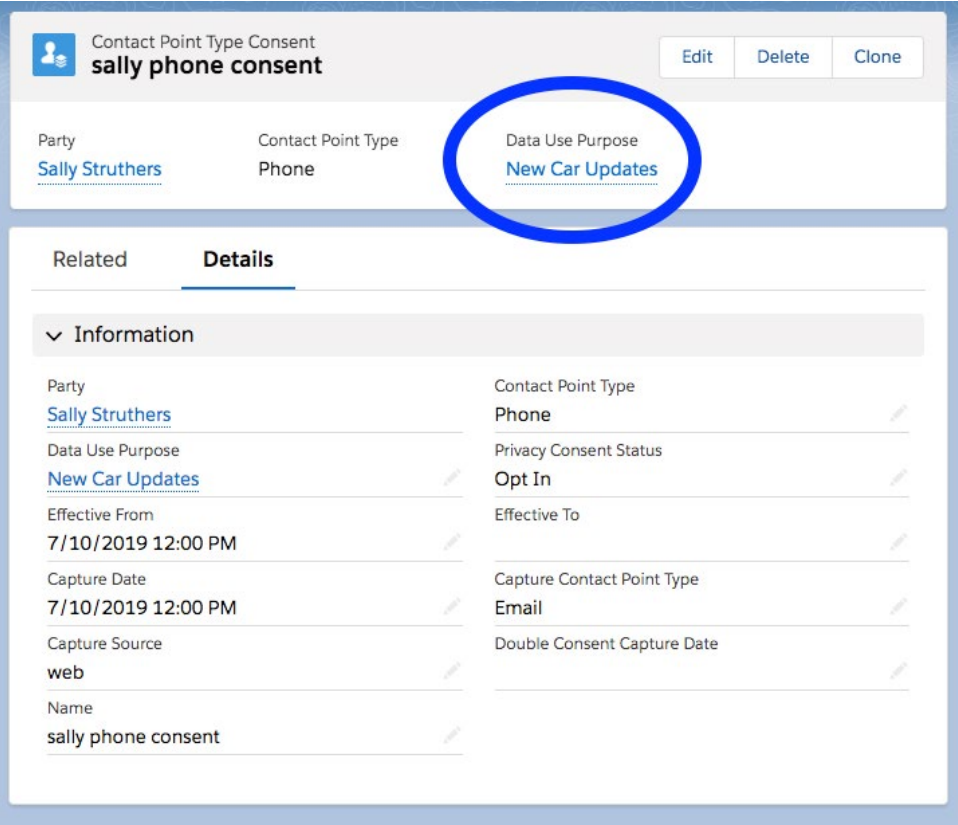 Contact Point Type Consent
sally phone consent
Edit Delete Clone
Party Contact Point Type Data Use Purpose
Sally Struthers Phone New Car Updates
Related Details
Information
Party Contact Point Type
Sally Struthers Phone
Data Use Purpose Privacy Consent Status
New Car Updates Opt In
Effective From Effective To
7/10/2019 12:00 PM
Capture Date Capture Contact Point Type
7/10/2019 12:00 PM Email
Capture Source Double Consent Capture Date
web
Name
sally phone consent